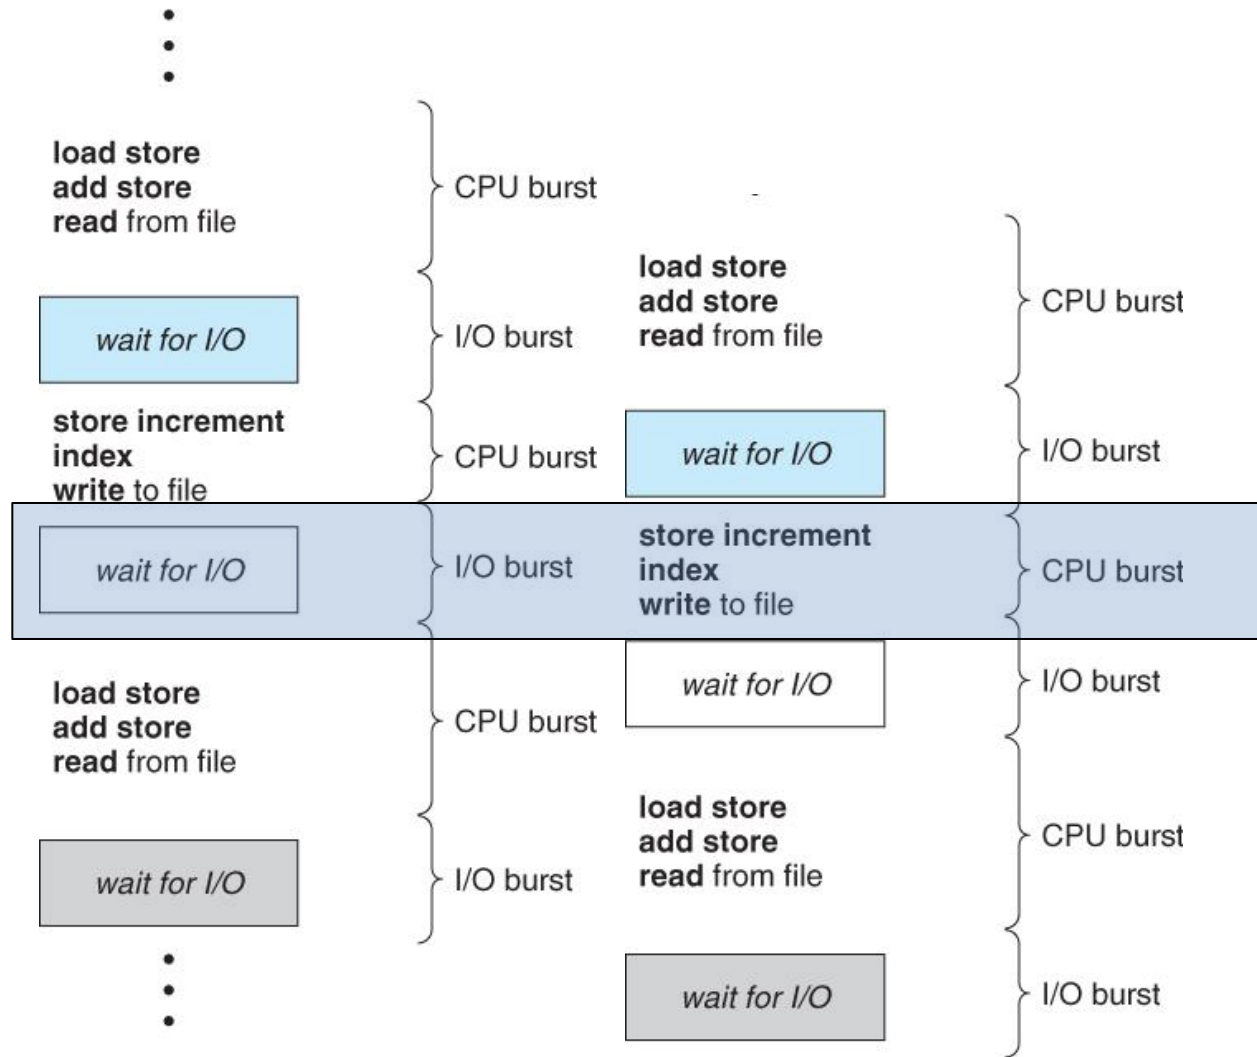 load store
add store
read from file
CPU burst
wait for I/O
I/O burst
store increment
index
write to file
CPU burst
wait for I/O
I/O burst
load store
add store
read from file
CPU burst
wait for I/O
I/O burst
load store
add store
read from file
CPU burst
wait for I/O
I/O burst
store increment
index
write to file
CPU burst
wait for I/O
I/O burst
load store
add store
read from file
CPU burst
wait for I/O
I/O burst